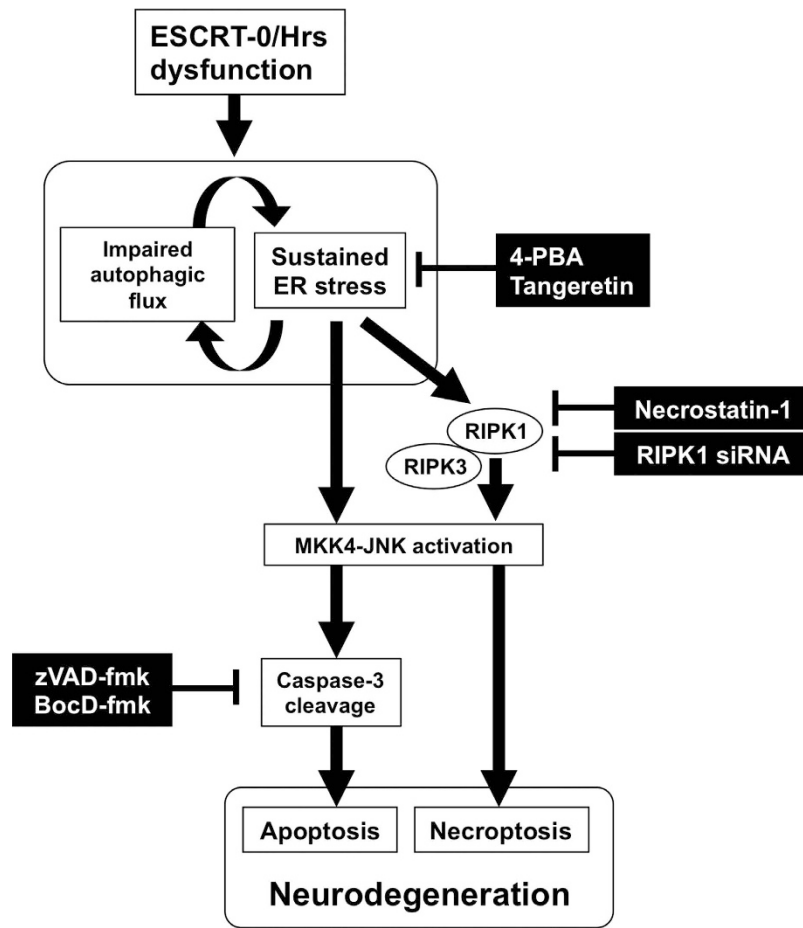 ESCRT-0/Hrs
dysfunction
Impaired
autophagic
flux
Sustained
ER stress
4-PBA
Tangeretin
Necrostatin-1
RIPK1
RIPK1 siRNA
RIPK3
MKK4-JNK activation
zVAD-fmk
BocD-fmk
Caspase-3
cleavage
Apoptosis
Necroptosis
Neurodegeneration